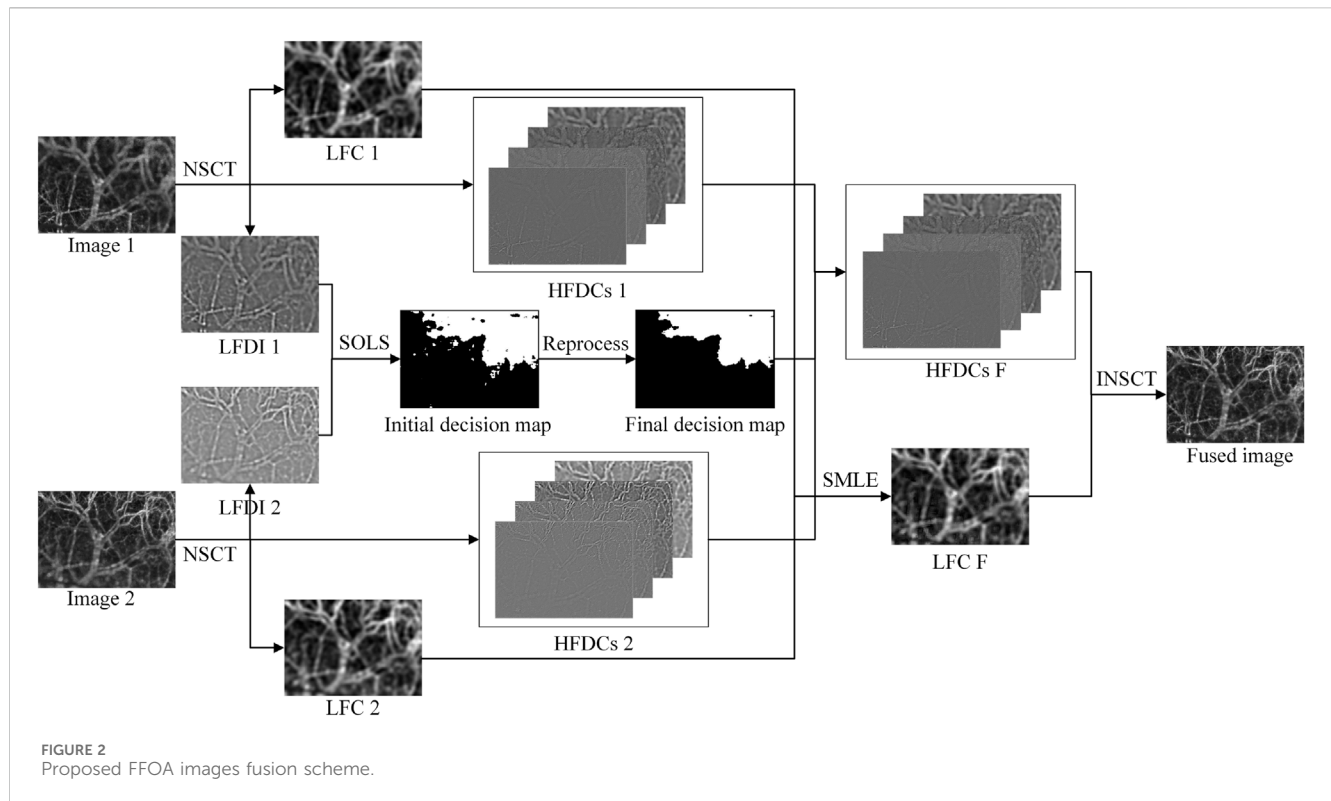 LFC 1
NSCT
Image 1
HFDCs 1
LFDI 1
SOLS
Reprocess
HFDCs F
INSCT
Initial decision map
Final decision map
Fused image
LFDI 2
SMLE
NSCT
LFC F
Image 2
HFDCs 2
LFC 2
FIGURE 2
Proposed FFOA images fusion scheme.